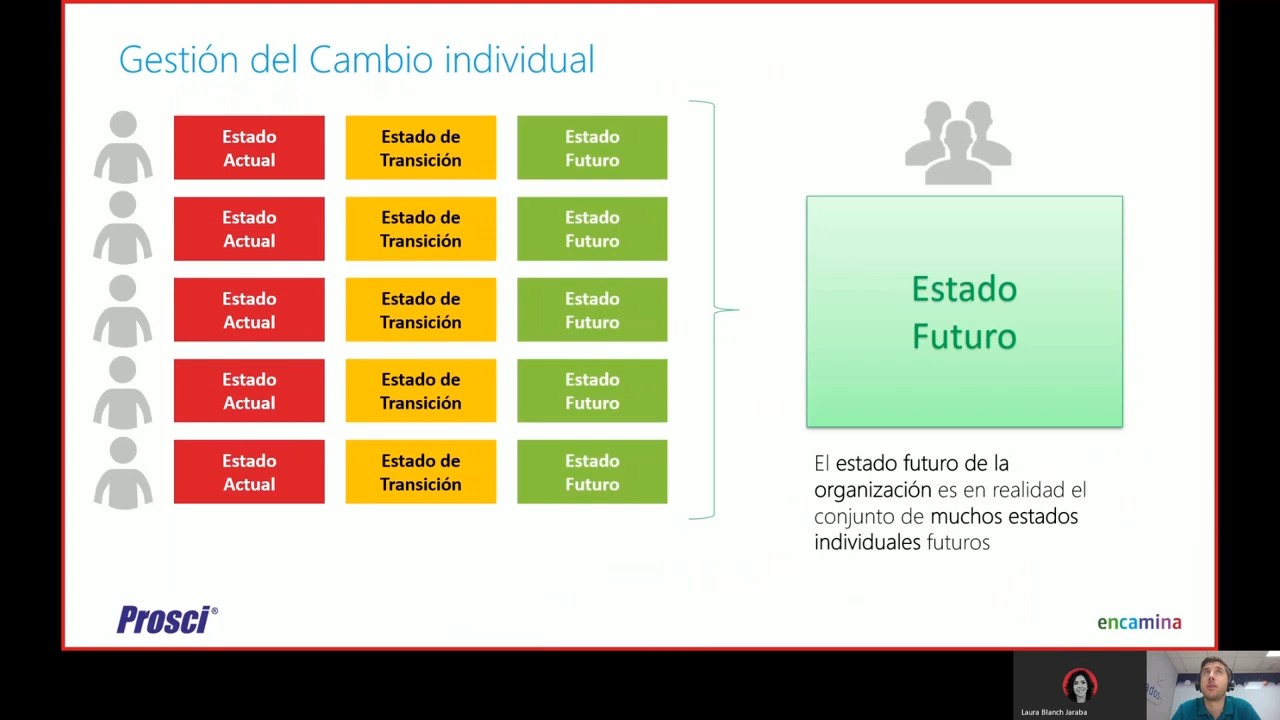 Gestión del Cambio individual
Estado
Actual
Estado de
Transición
Estado
Futuro
Estado
Actual
Estado de
Transición
Estado
Futuro
Estado
Actual
Estado de
Transición
Estado
Futuro
Estado
Actual
Estado de
Transición
Estado
Futuro
Estado
Actual
Estado de
Transición
Estado
Futuro
Estado
Futuro
El estado futuro de la
organización es en realidad el
conjunto de muchos estados
individuales futuros
Prosci®
encamina
Laura Blanch Jaraba